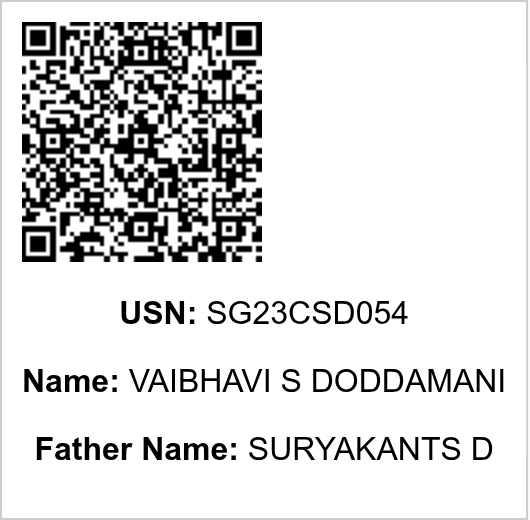 USN: SG23CSD054
Name: VAIBHAVI S DODDAMANI
Father Name: SURYAKANTS D